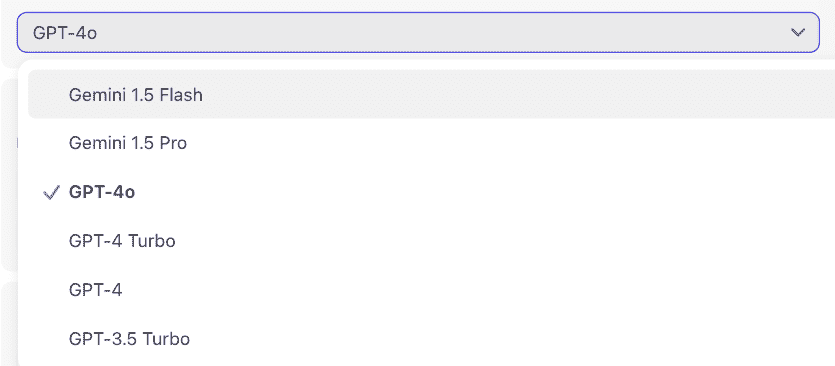 GPT-4o
Gemini 1.5 Flash
Gemini 1.5 Pro
GPT-4o
GPT-4 Turbo
GPT-4
GPT-3.5 Turbo